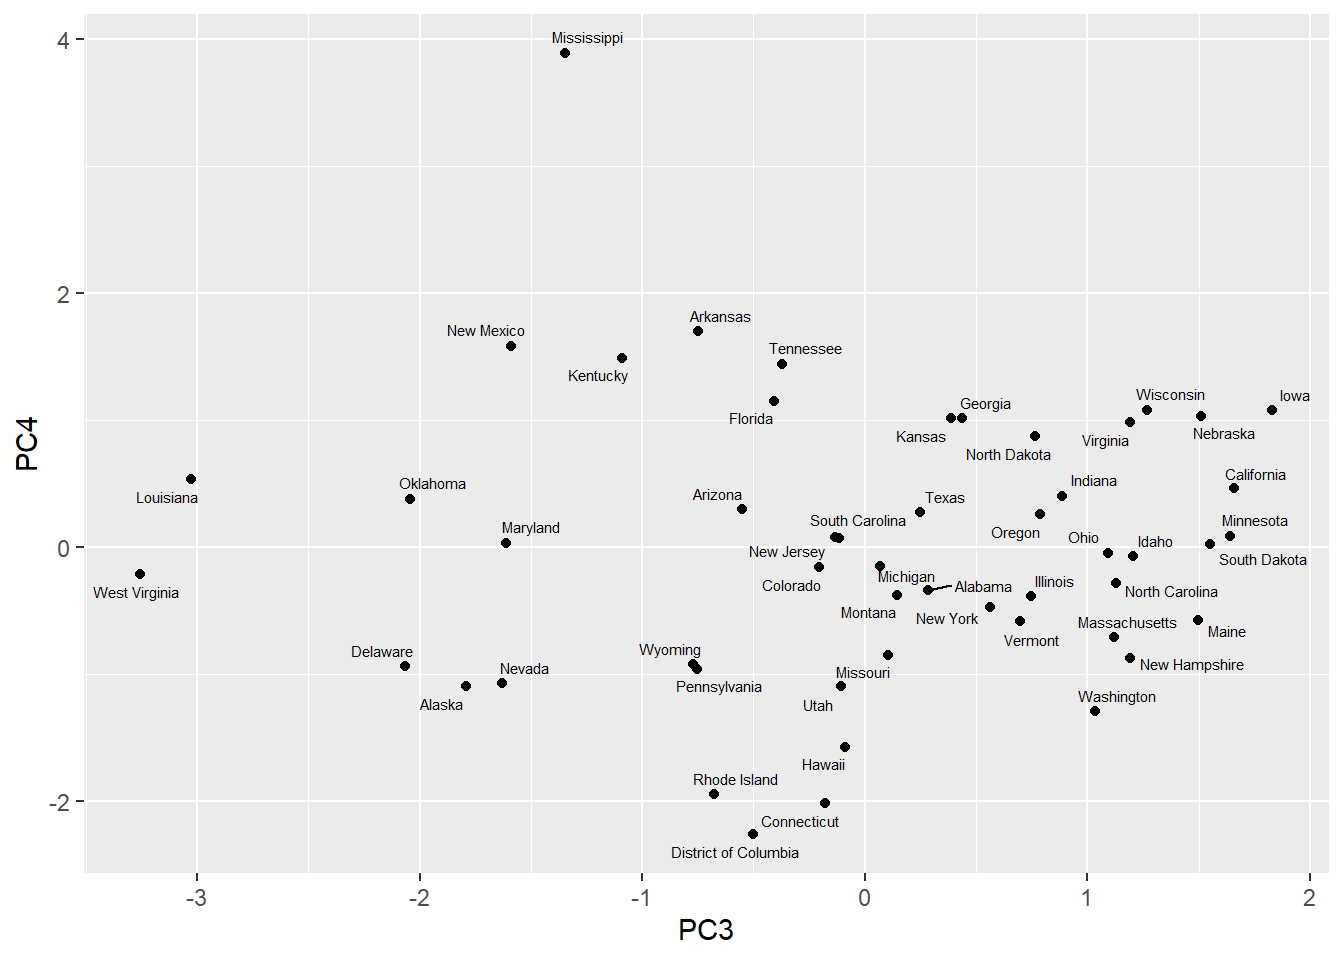 Mississippi
4
Arkansas
New Mexico
Tennessee
Kentucky
2
Florida
Georgia
Wisconsin
Iowa
Kansas
Virginia
Nebraska
North Dakota
PC4
Louisiana
Oklahoma
Arizona
Texas
Indiana
California
Maryland
South Carolina
Oregon
Minnesota
0
New Jersey
Ohio
Idaho
South Dakota
West Virginia
Colorado
Michigan
Alabama
Illinois
North Carolina
Montana
New York
Massachusetts
Maine
Vermont
Delaware
Wyoming
Nevada
Missouri
New Hampshire
Pennsylvania
Alaska
Utah
Washington
Hawaii
Rhode Island
-2
Connecticut
District of Columbia
-3
-2
-1
0
1
2
PC3